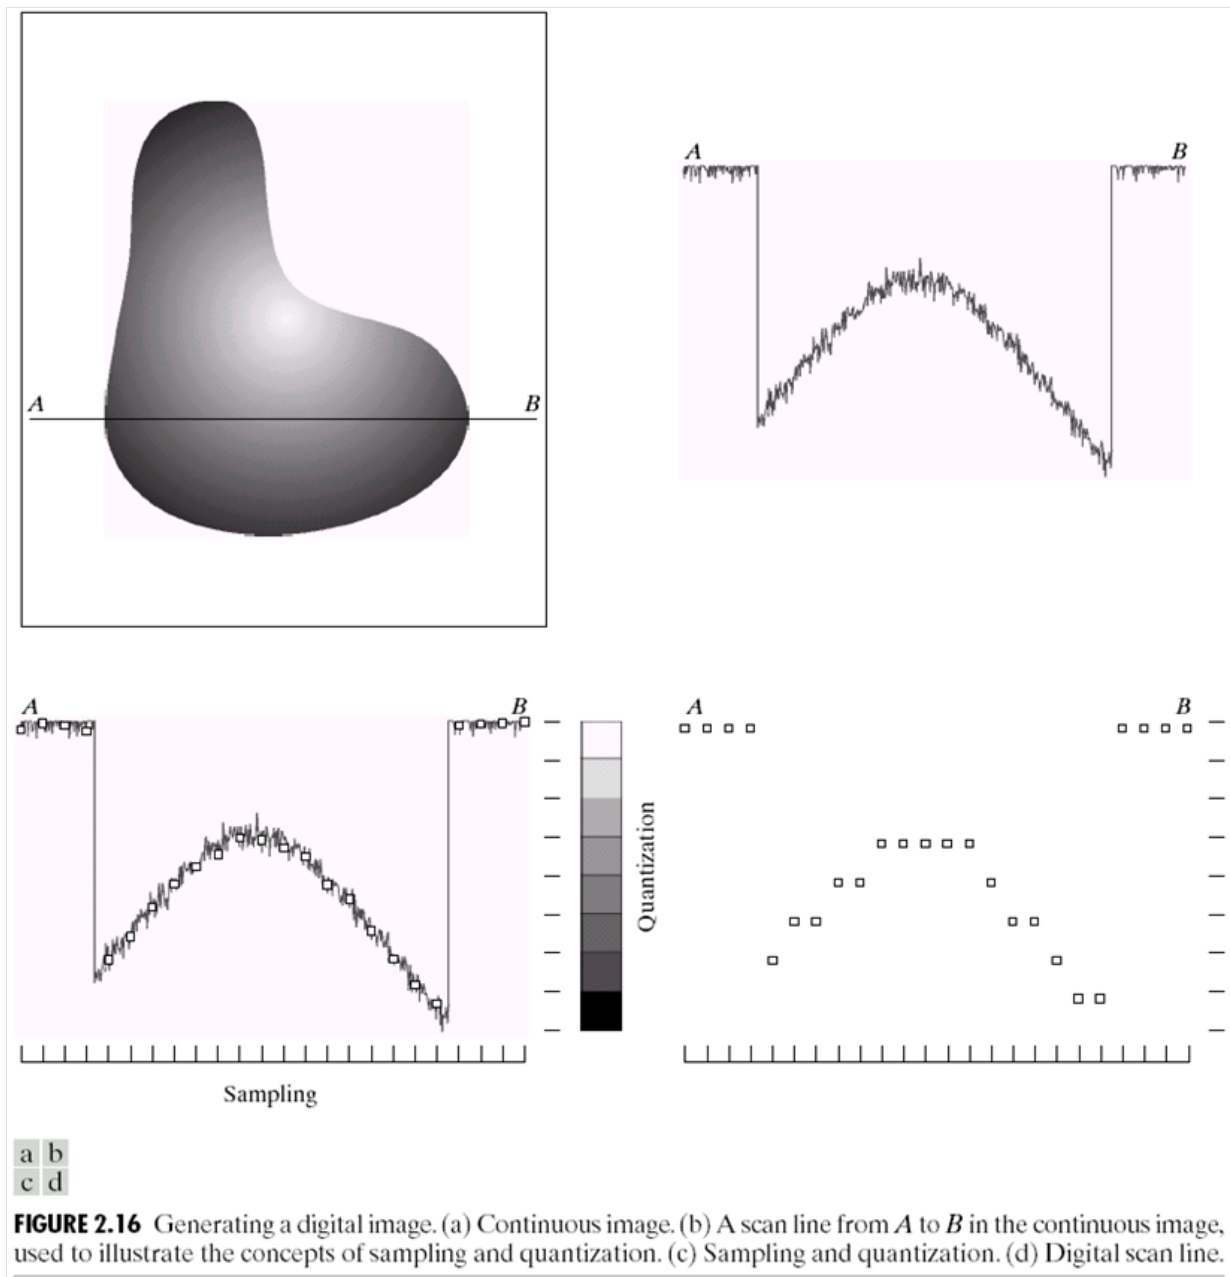 A B
A B
A B
Quantization
A B
Sampling
a b
c d
FIGURE 2.16 Generating a digital image. (a) Continuous image. (b) A scan line from A to B in the continuous image,
used to illustrate the concepts of sampling and quantization. (c) Sampling and quantization. (d) Digital scan line.